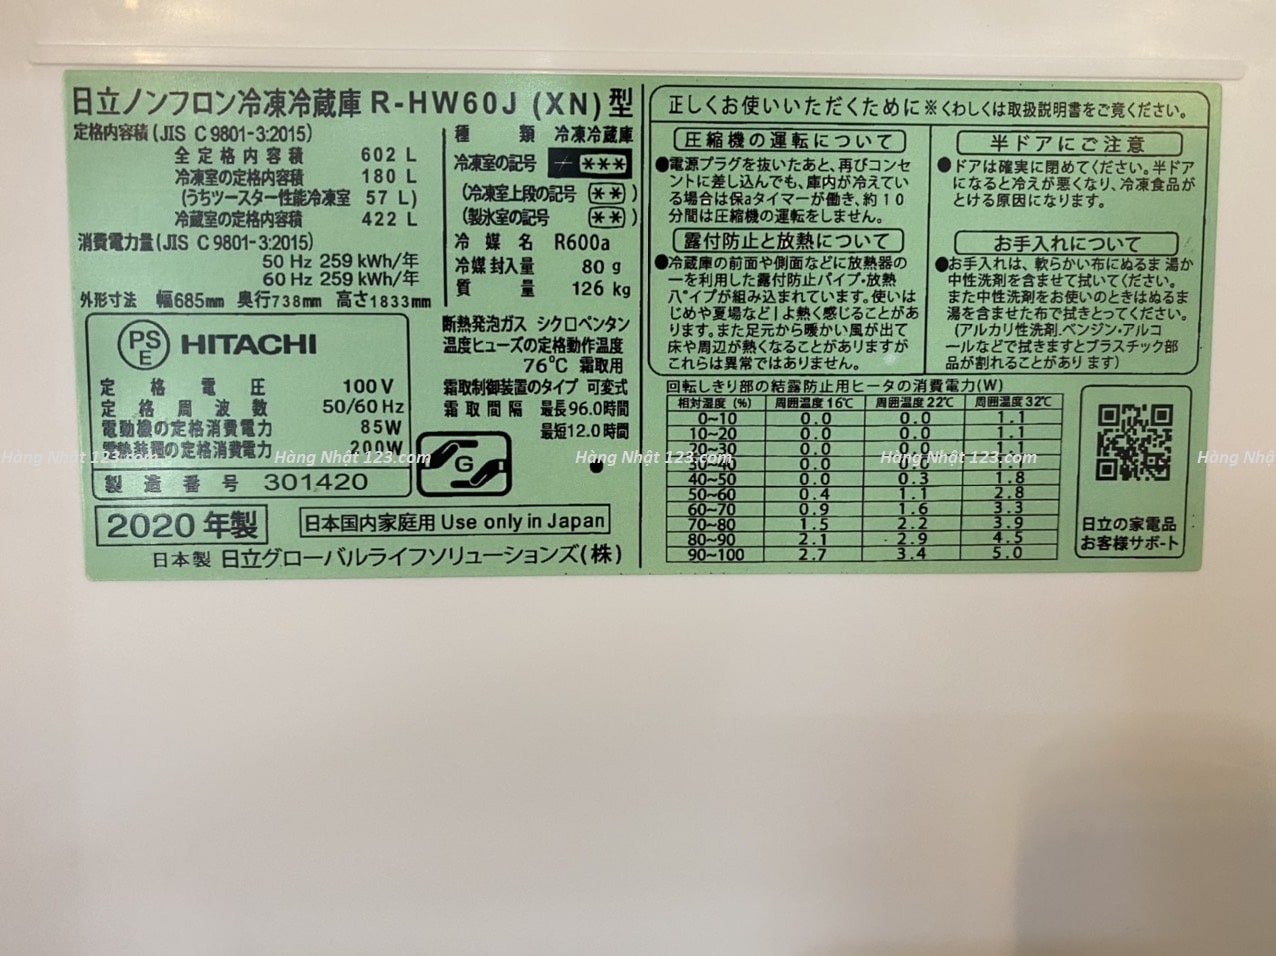 日立ノンフロン冷凍冷蔵庫 R-HW60J (XN) 型
定格内容積 (JIS C 9801-3:2015)
全定格内容積 602 L
冷凍室の定格内容積 180 L
(うちツースター性能冷凍室 57 L)
冷蔵室の定格内容積 422 L
消費電力量 (JIS C 9801-3:2015)
50 Hz 259 kWh/年
60 Hz 259 kWh/年
外形寸法 幅685mm 奥行738mm 高さ1833mm
PS
E
HITACHI
定格電圧 100V
定格周波数 50/60 Hz
電動機の定格消費電力 85W
電熱装置の定格消費電力 200W
製造番号 301420
2020 年製
日本国内家庭用 Use only in Japan
日本製 日立グローバルライフソリューションズ(株)
種類 冷凍冷蔵庫
冷凍室の記号 ***
(冷凍室上段の記号 **)
(製氷室の記号 **)
冷媒名 R600a
冷媒封入量 80 g
質量 126 kg
断熱発泡ガス シクロペンタン
温度ヒューズの定格動作温度
76℃ 霜取用
霜取制御装置のタイプ 可変式
霜取間隔 最長96.0時間
最短12.0時間
G
正しくお使いいただくために ※くわしくは取扱説明書をご覧ください。
圧縮機の運転について
●電源プラグを抜いたあと、再びコンセ
ントに差し込んでも、庫内が冷えてい
る場合は保aタイマーが働き、約10
分間は圧縮機の運転をしません。
露付防止と放熱について
●冷蔵庫の前面や側面などに放熱器の
一を利用した露付防止パイプ・放熱
パイプが組み込まれています。使いは
じめや夏場などによ熱く感じることがあ
ります。また足元から暖かい風が出て
床や周辺が熱くなることがありますが
これらは異常ではありません。
半ドアにご注意
●ドアは確実に閉めてください。半ドア
になると冷えが悪くなり、冷凍食品が
とける原因になります。
お手入れについて
●お手入れは、軟らかい布にぬるま湯か
中性洗剤を含ませて拭いてください。
また中性洗剤をお使いのときはぬるま
湯を含ませた布で拭きとってください。
(アルカリ性洗剤.ベンジン・アルコ
ールなどで拭きますとプラスチック部
品が割れることがあります)
回転しきり部の結露防止用ヒータの消費電力(W)
相対湿度 (%) 周囲温度16℃ 周囲温度22℃ 周囲温度32℃
0~10 0.0 0.0 1.1
10~20 0.0 0.0 1.1
20~30 0.0 0.0 1.1
30~40 0.0
40~50 0.0 0.3 1.8
50~60 0.4 1.1 2.8
60~70 0.9 1.6 3.3
70~80 1.5 2.2 3.9
80~90 2.1 2.9 4.5
90~100 2.7 3.4 5.0
日立の家電品
お客様サポート
Hàng Nhật 123.com
Hàng Nhật 123.com
Hàng Nhật 123.com
Hàng Nhật 123.com